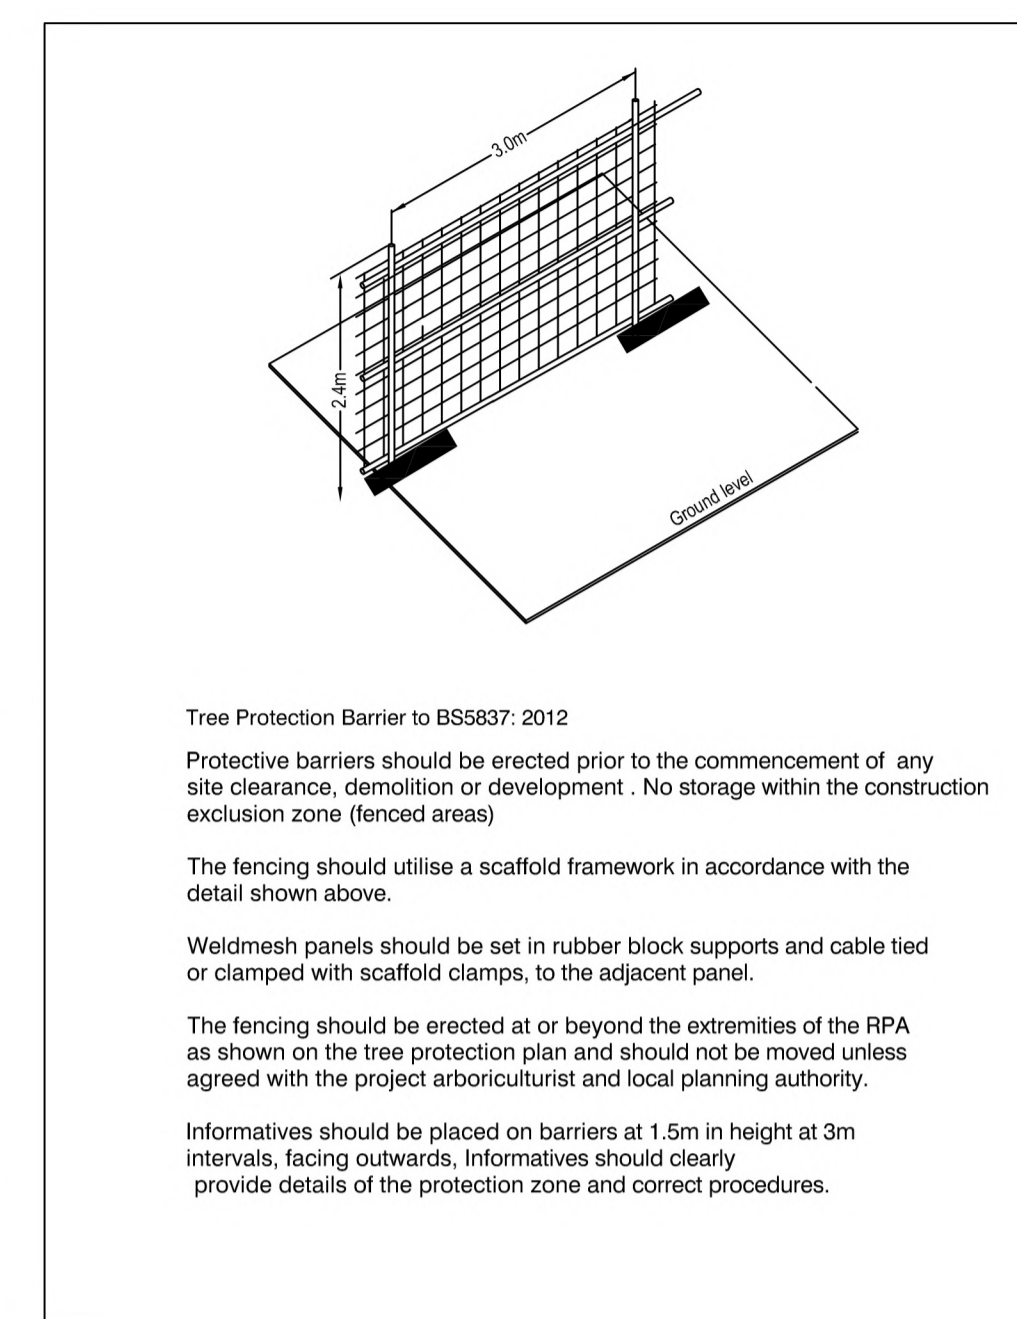 3.0m
2.4m
Ground level
Tree Protection Barrier to BS5837: 2012
Protective barriers should be erected prior to the commencement of  any
site clearance, demolition or development . No storage within the construction
exclusion zone (fenced areas)
The fencing should utilise a scaffold framework in accordance with the
detail shown above.
Weldmesh panels should be set in rubber block supports and cable tied
or clamped with scaffold clamps, to the adjacent panel.
The fencing should be erected at or beyond the extremities of the RPA
as shown on the tree protection plan and should not be moved unless
agreed with the project arboriculturist and local planning authority.
Informatives should be placed on barriers at 1.5m in height at 3m
intervals, facing outwards, Informatives should clearly
provide details of the protection zone and correct procedures.